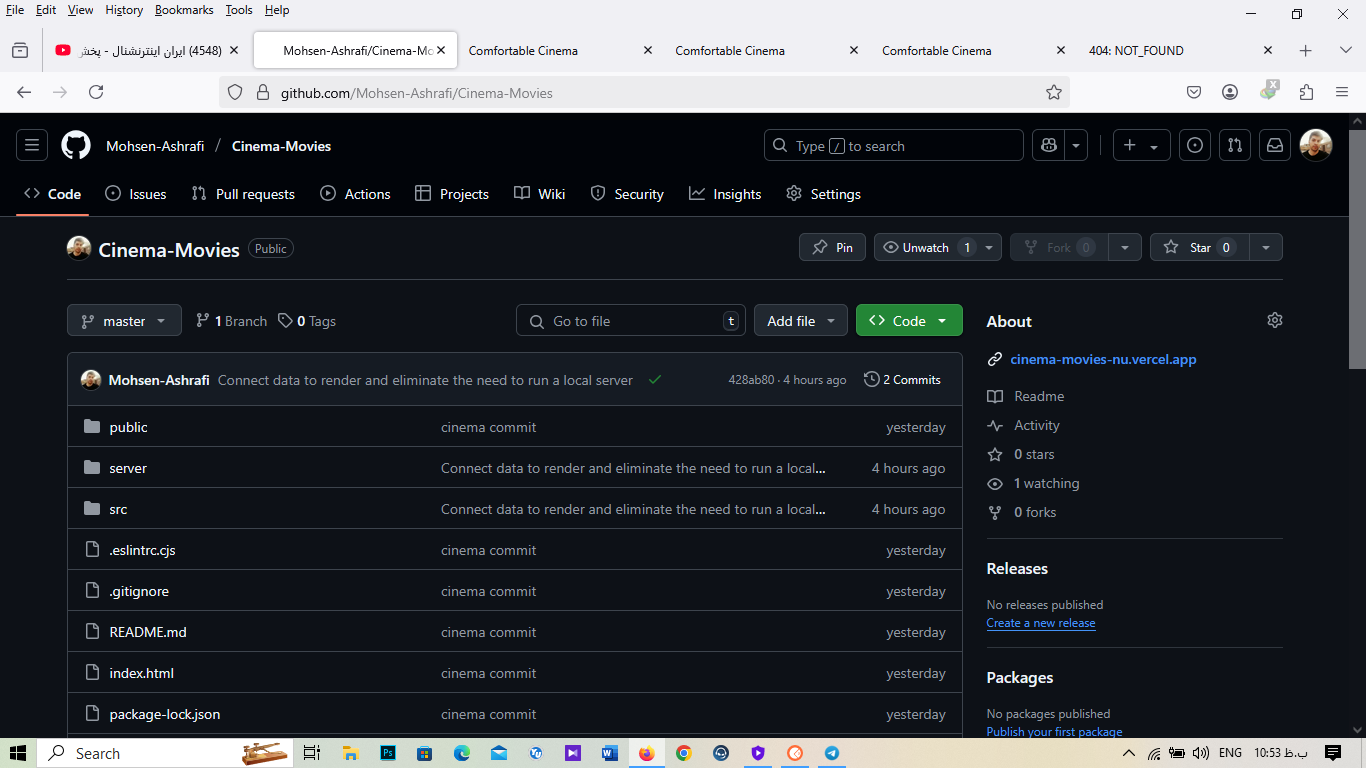 File Edit View History Bookmarks Tools Help
(4548) ایران اینترنشنال - پخش
Mohsen-Ashrafi/Cinema-Mo
Comfortable Cinema
Comfortable Cinema
Comfortable Cinema
404: NOT_FOUND
github.com/Mohsen-Ashrafi/Cinema-Movies
Mohsen-Ashrafi / Cinema-Movies
Type / to search
Code Issues Pull requests Actions Projects Wiki Security Insights Settings
Cinema-Movies Public
Pin Unwatch 1 Fork 0 Star 0
master 1 Branch 0 Tags
Go to file t
Add file
Code
Mohsen-Ashrafi Connect data to render and eliminate the need to run a local server 428ab80 · 4 hours ago 2 Commits
public cinema commit yesterday
server Connect data to render and eliminate the need to run a local... 4 hours ago
src Connect data to render and eliminate the need to run a local... 4 hours ago
.eslintrc.cjs cinema commit yesterday
.gitignore cinema commit yesterday
README.md cinema commit yesterday
index.html cinema commit yesterday
package-lock.json cinema commit yesterday
About
cinema-movies-nu.vercel.app
Readme
Activity
0 stars
1 watching
0 forks
Releases
No releases published
Create a new release
Packages
No packages published
Publish your first package
Search
ENG
10:53 ب.ظ